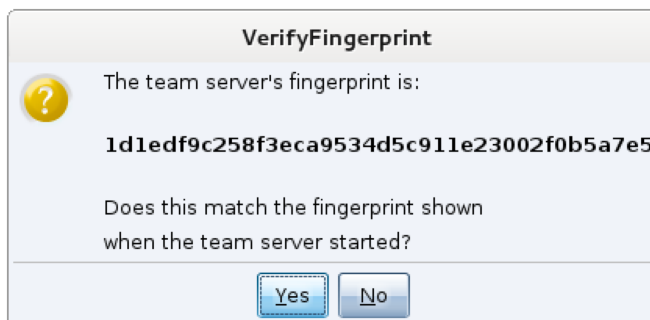 VerifyFingerprint
The team server's fingerprint is:
1d1edf9c258f3eca9534d5c911e23002f0b5a7e5
Does this match the fingerprint shown
when the team server started?
Yes No